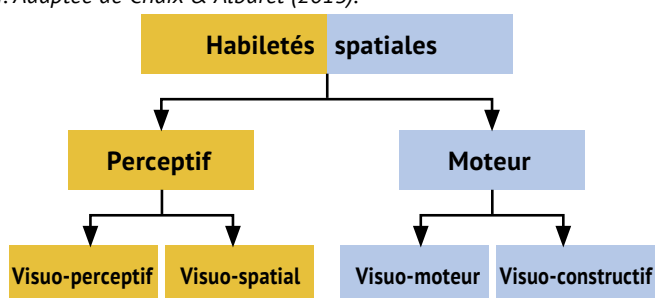 Adaptée de Chaix & Albaret (2013).
Habiletés spatiales
Perceptif
Moteur
Visuo-perceptif
Visuo-spatial
Visuo-moteur
Visuo-constructif